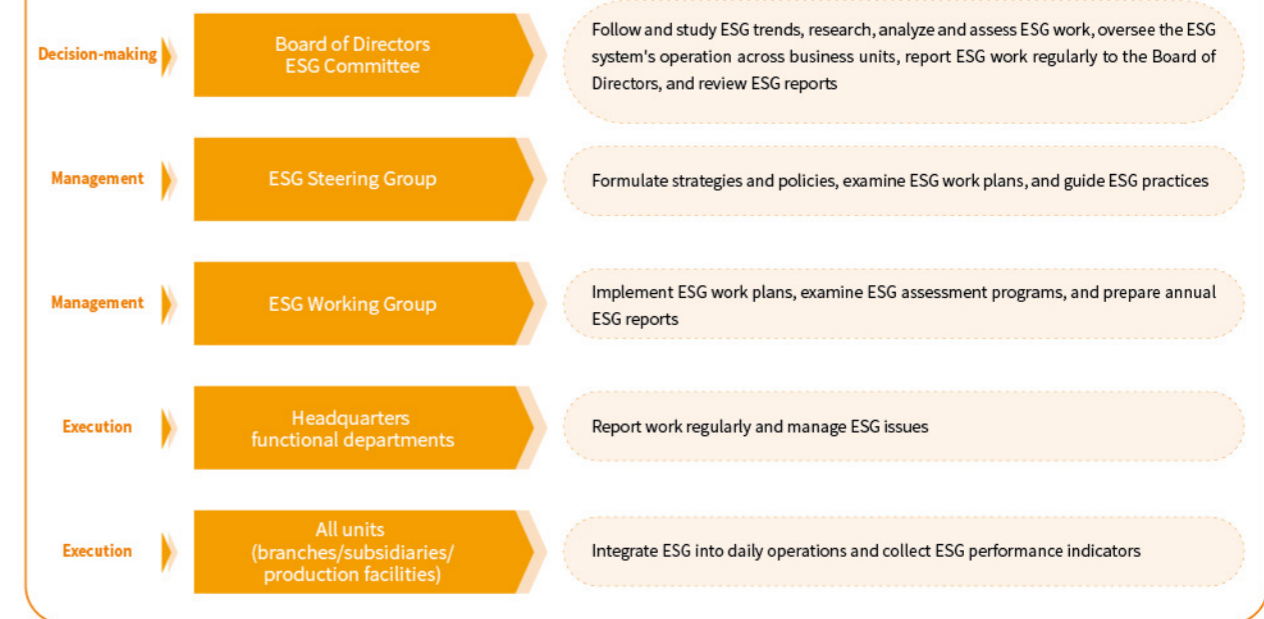 Decision-making
Board of Directors
ESG Committee
Follow and study ESG trends, research, analyze and assess ESG work, oversee the ESG
system's operation across business units, report ESG work regularly to the Board of
Directors, and review ESG reports
Management
ESG Steering Group
Formulate strategies and policies, examine ESG work plans, and guide ESG practices
Management
ESG Working Group
Implement ESG work plans, examine ESG assessment programs, and prepare annual
ESG reports
Execution
Headquarters
functional departments
Report work regularly and manage ESG issues
Execution
All units
(branches/subsidiaries/
production facilities)
Integrate ESG into daily operations and collect ESG performance indicators